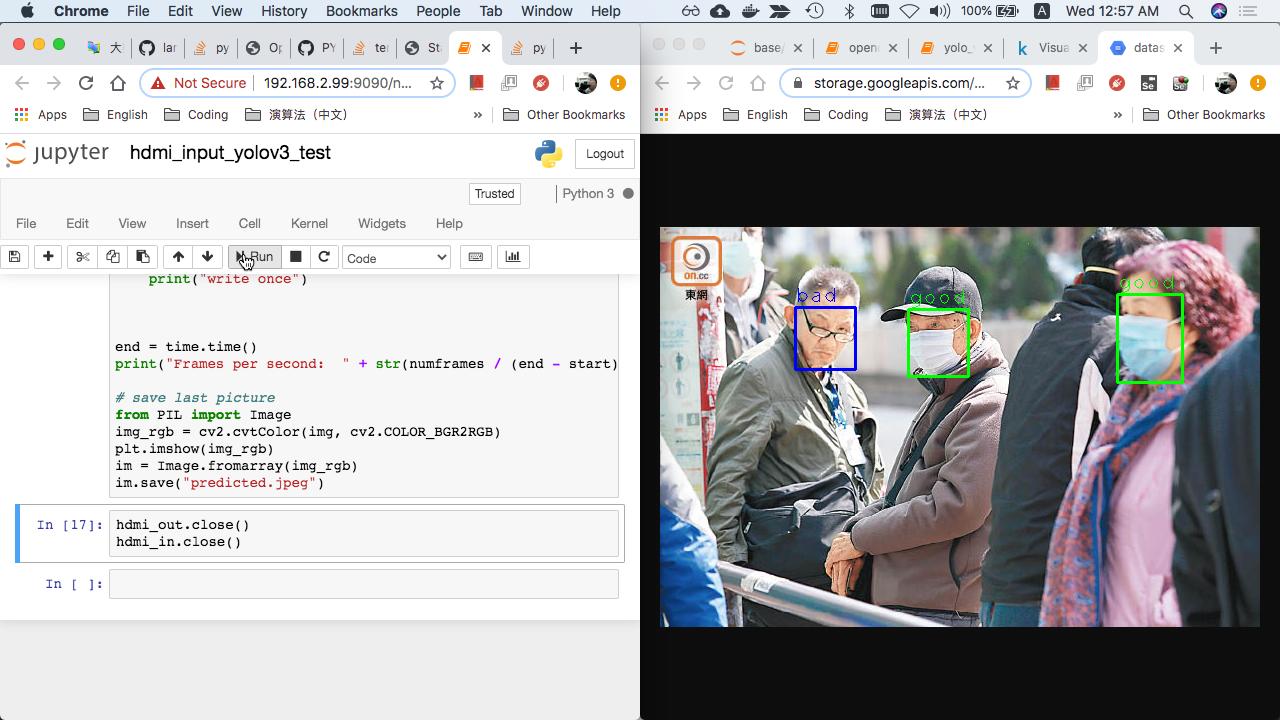 Chrome File Edit View History Bookmarks People Tab Window Help 100% A Wed 12:57 AM
大 lar py Op PY te St py
Not Secure 192.168.2.99:9090/n...
Apps English Coding 演算法（中文） » Other Bookmarks
jupyter hdmi_input_yolov3_test Logout
Trusted Python 3
File Edit View Insert Cell Kernel Widgets Help
Run Code
print("write once")
end = time.time()
print("Frames per second:  " + str(numframes / (end - start)
# save last picture
from PIL import Image
img_rgb = cv2.cvtColor(img, cv2.COLOR_BGR2RGB)
plt.imshow(img_rgb)
im = Image.fromarray(img_rgb)
im.save("predicted.jpeg")
In [17]: hdmi_out.close()
hdmi_in.close()
In [ ]:
base/ open yolo_ Visua datas
storage.googleapis.com/...
Se Se
Apps English Coding 演算法（中文） » Other Bookmarks
on.cc
東網
bad
good
good